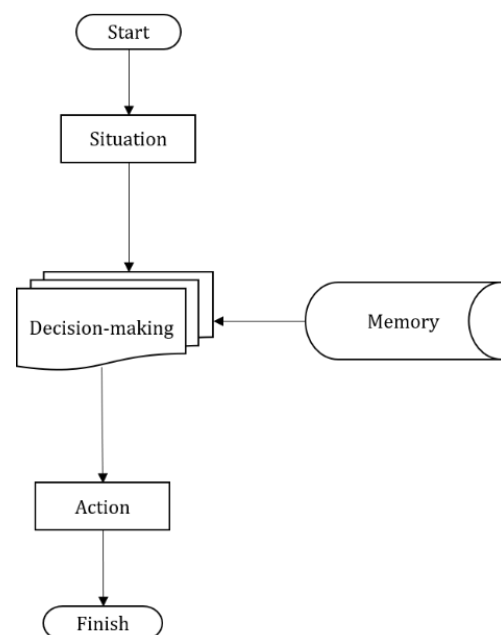 Start
Situation
Decision-making
Memory
Action
Finish